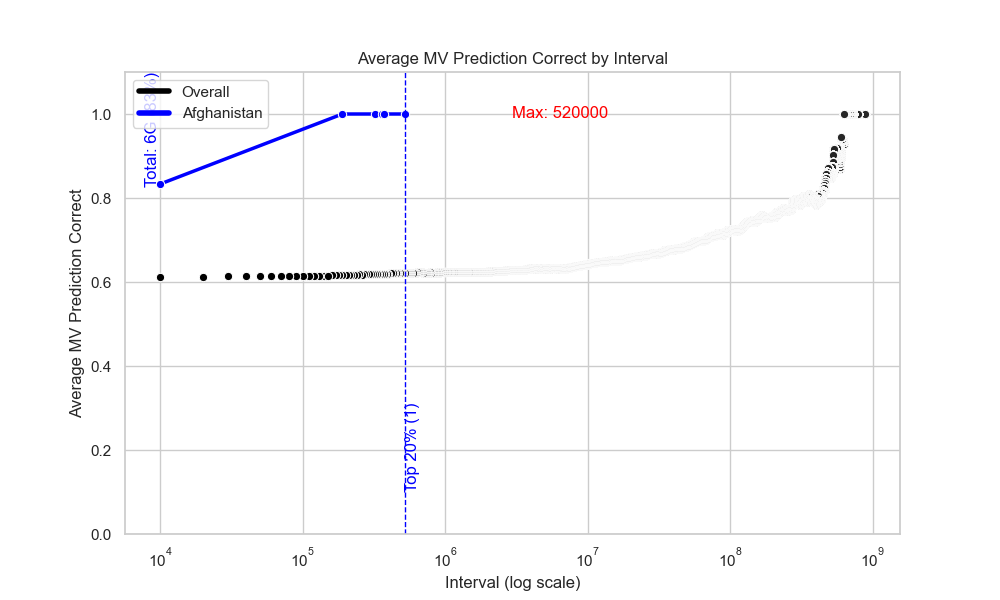 Average MV Prediction Correct by Interval
Overall
Afghanistan
Max: 520000
Total: 6
Top 20% (1)
Average MV Prediction Correct
1.0
0.8
0.6
0.4
0.2
0.0
10^4
10^5
10^6
10^7
10^8
10^9
Interval (log scale)